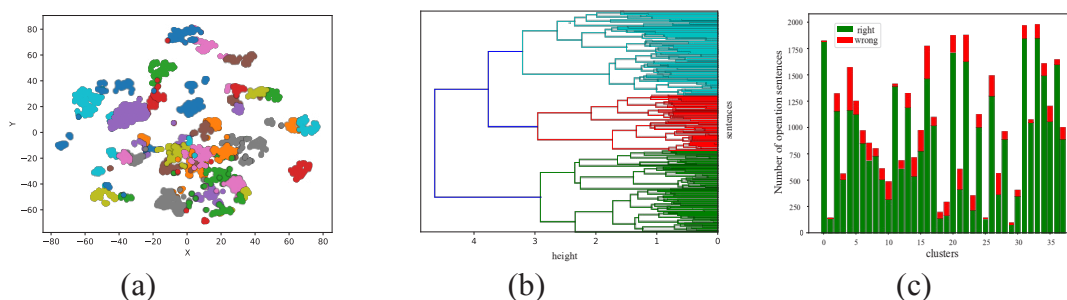 80
60
40
20
0
−20
−40
−60
Y
−80 −60 −40 −20 0 20 40 60 80
X
(a)
4 3 2 1 0
height
sentences
(b)
2000
1750
1500
1250
1000
750
500
250
0
Number of operation sentences
right
wrong
0 5 10 15 20 25 30 35
clusters
(c)